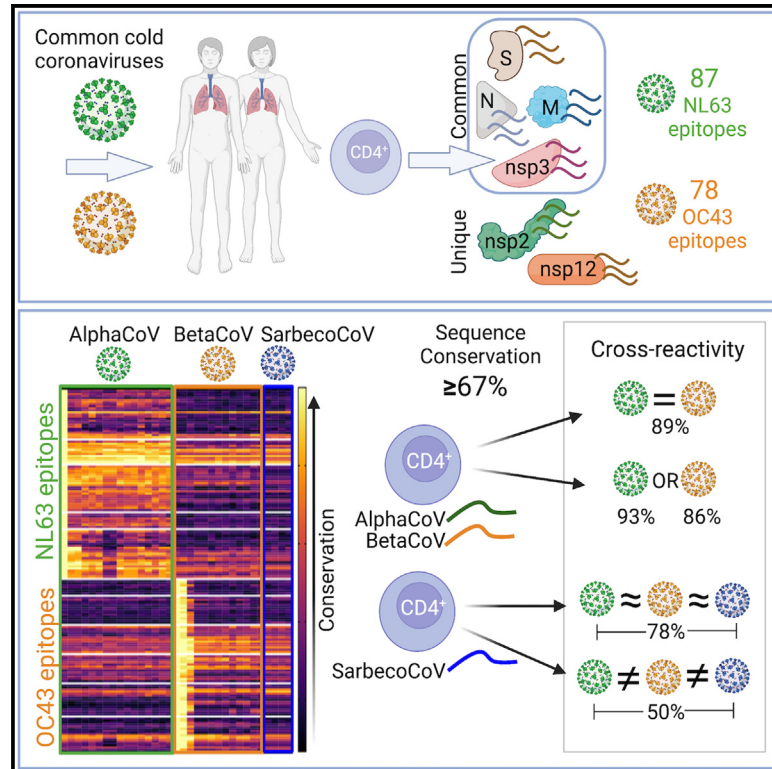 Common cold
coronaviruses
CD4+
Common
S
N
M
nsp3
Unique
nsp2
nsp12
87
NL63
epitopes
78
OC43
epitopes
AlphaCoV
BetaCoV
SarbecoCoV
NL63 epitopes
OC43 epitopes
Conservation
Sequence
Conservation
≥67%
CD4+
AlphaCoV
BetaCoV
CD4+
SarbecoCoV
Cross-reactivity
=
89%
OR
93% 86%
≈ ≈
78%
≠ ≠
50%